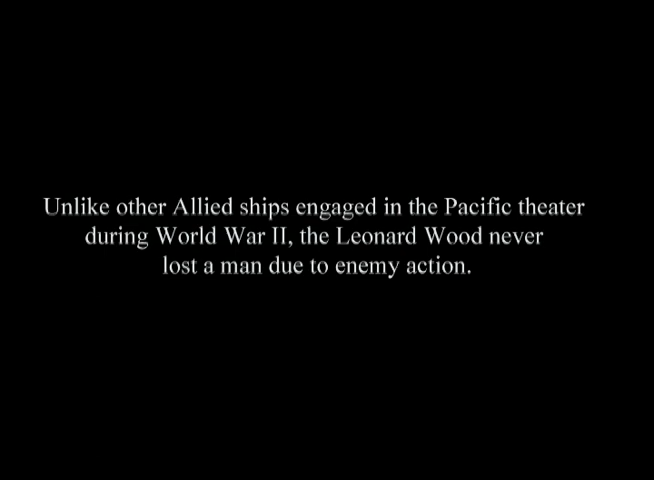 Unlike other Allied ships engaged in the Pacific theater
during World War II, the Leonard Wood never
lost a man due to enemy action.